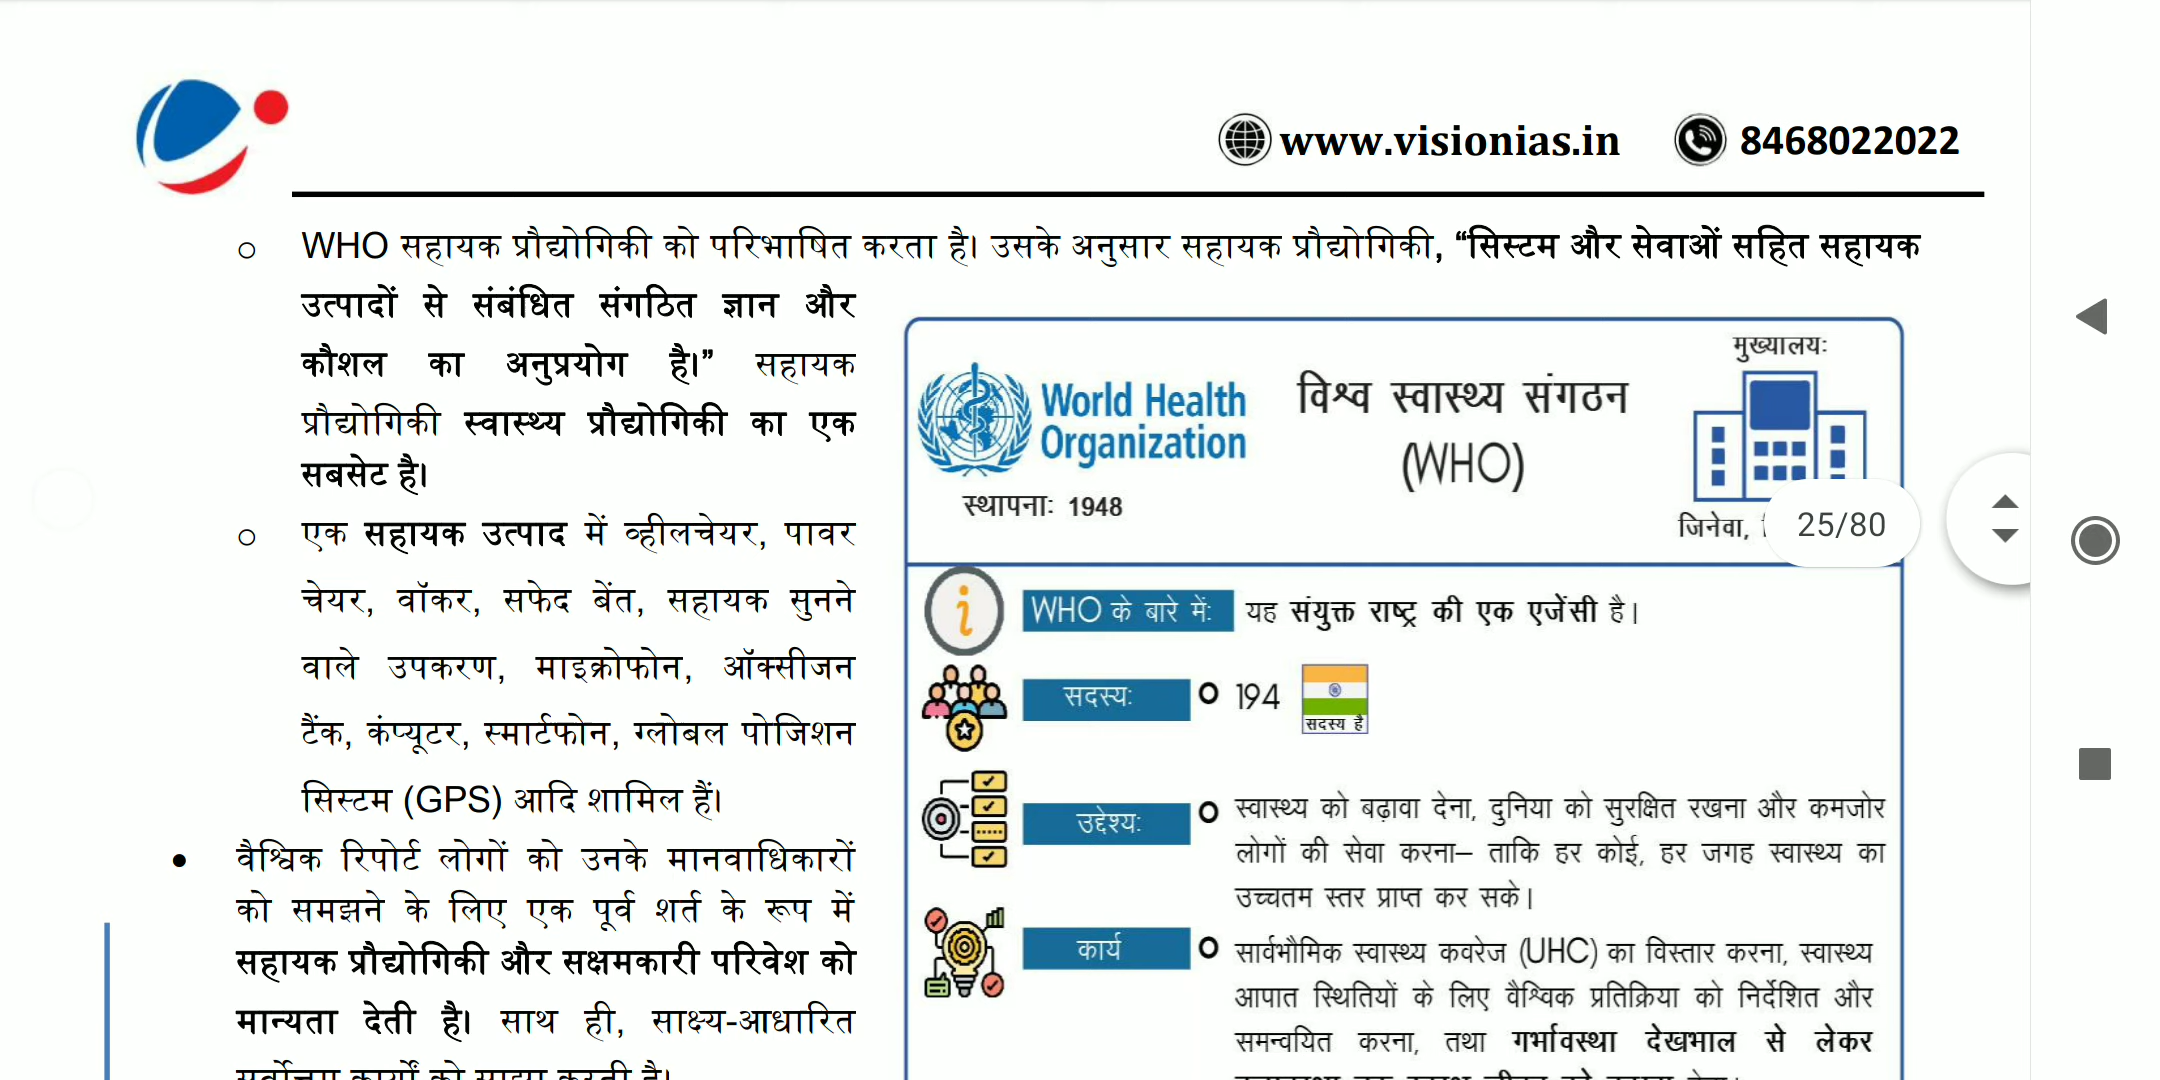 www.visionias.in 8468022022
○ WHO सहायक प्रौद्योगिकी को परिभाषित करता है। उसके अनुसार सहायक प्रौद्योगिकी, “सिस्टम और सेवाओं सहित सहायक
उत्पादों से संबंधित संगठित ज्ञान और
कौशल का अनुप्रयोग है।” सहायक
प्रौद्योगिकी स्वास्थ्य प्रौद्योगिकी का एक
सबसेट है।
○ एक सहायक उत्पाद में व्हीलचेयर, पावर
चेयर, वॉकर, सफेद बेंत, सहायक सुनने
वाले उपकरण, माइक्रोफोन, ऑक्सीजन
टैंक, कंप्यूटर, स्मार्टफोन, ग्लोबल पोजिशन
सिस्टम (GPS) आदि शामिल हैं।
• वैश्विक रिपोर्ट लोगों को उनके मानवाधिकारों
को समझने के लिए एक पूर्व शर्त के रूप में
सहायक प्रौद्योगिकी और सक्षमकारी परिवेश को
मान्यता देती है। साथ ही, साक्ष्य-आधारित
World Health
Organization
स्थापनाः 1948
विश्व स्वास्थ्य संगठन
(WHO)
मुख्यालयः
जिनेवा,
25/80
WHO के बारे में: यह संयुक्त राष्ट्र की एक एजेंसी है।
सदस्यः 194
सदस्य है
उद्देश्यः स्वास्थ्य को बढ़ावा देना, दुनिया को सुरक्षित रखना और कमजोर
लोगों की सेवा करना– ताकि हर कोई, हर जगह स्वास्थ्य का
उच्चतम स्तर प्राप्त कर सके।
कार्य सार्वभौमिक स्वास्थ्य कवरेज (UHC) का विस्तार करना, स्वास्थ्य
आपात स्थितियों के लिए वैश्विक प्रतिक्रिया को निर्देशित और
समन्वयित करना, तथा गर्भावस्था देखभाल से लेकर